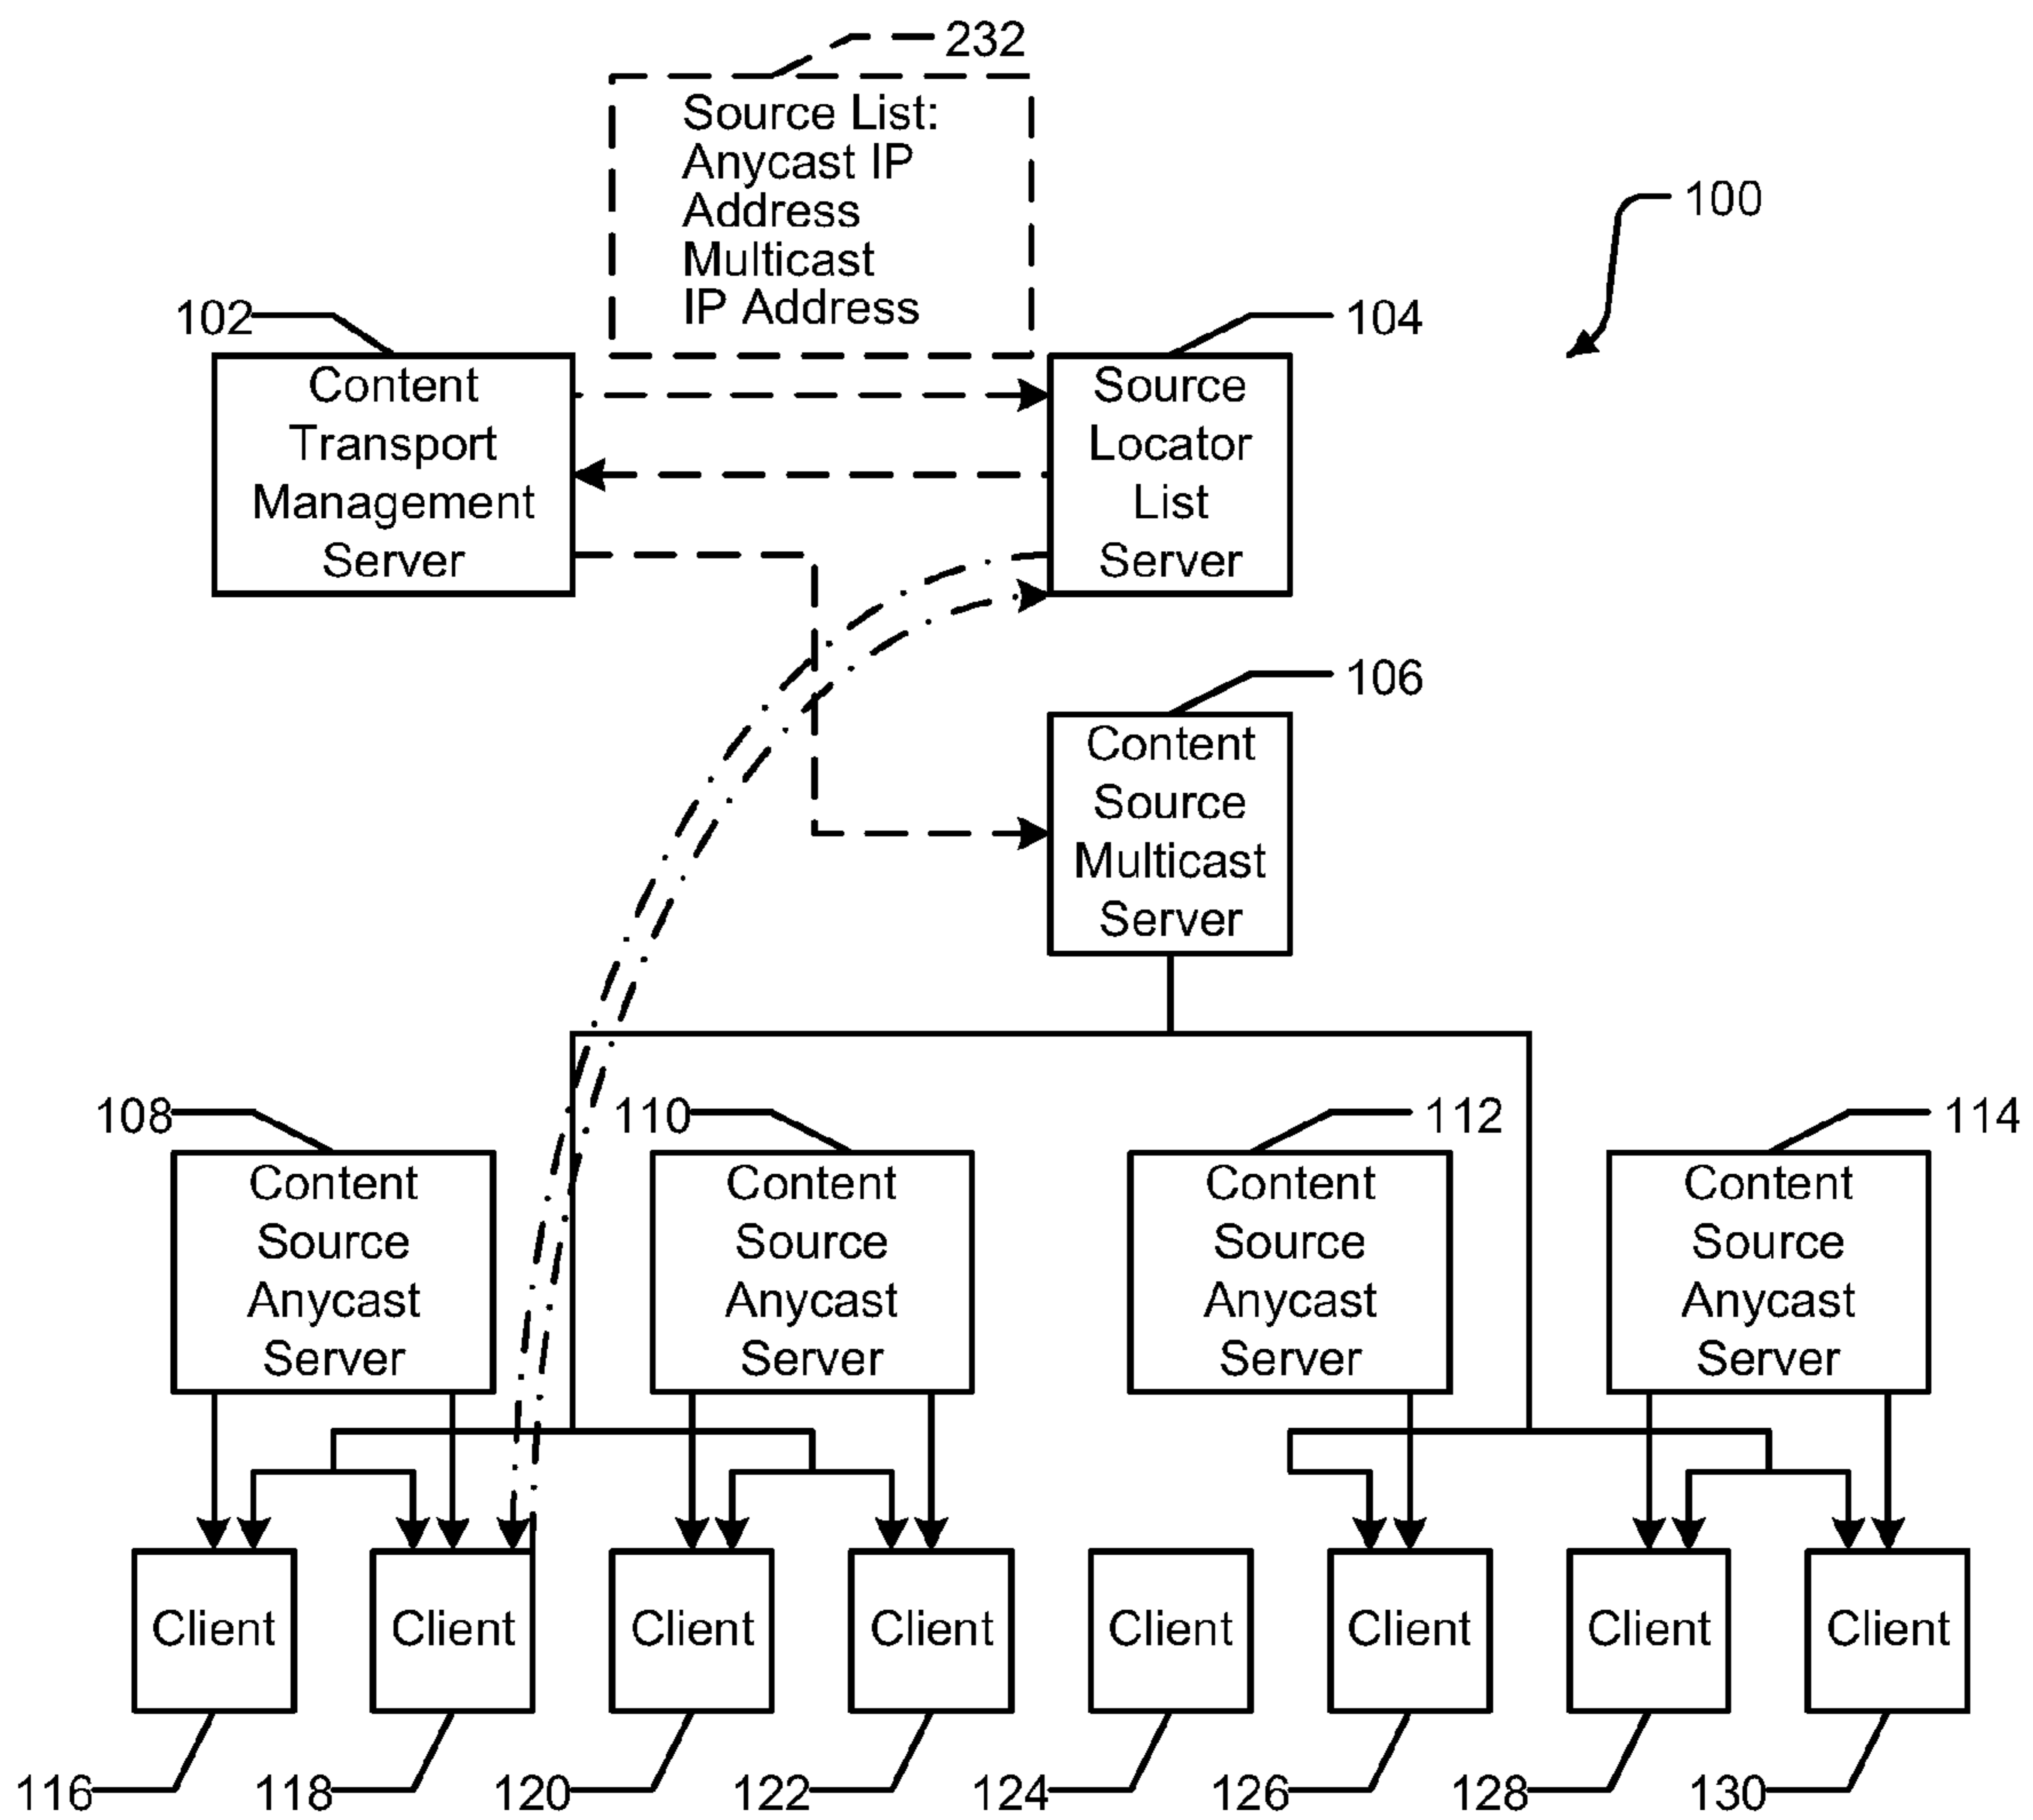 232
Source List:
Anycast IP
Address
Multicast
IP Address
100
102
104
Content
Transport
Management
Server
Source
Locator
List
Server
106
Content
Source
Multicast
Server
108
110
112
114
Content
Source
Anycast
Server
Content
Source
Anycast
Server
Content
Source
Anycast
Server
Content
Source
Anycast
Server
Client
Client
Client
Client
Client
Client
Client
Client
116
118
120
122
124
126
128
130